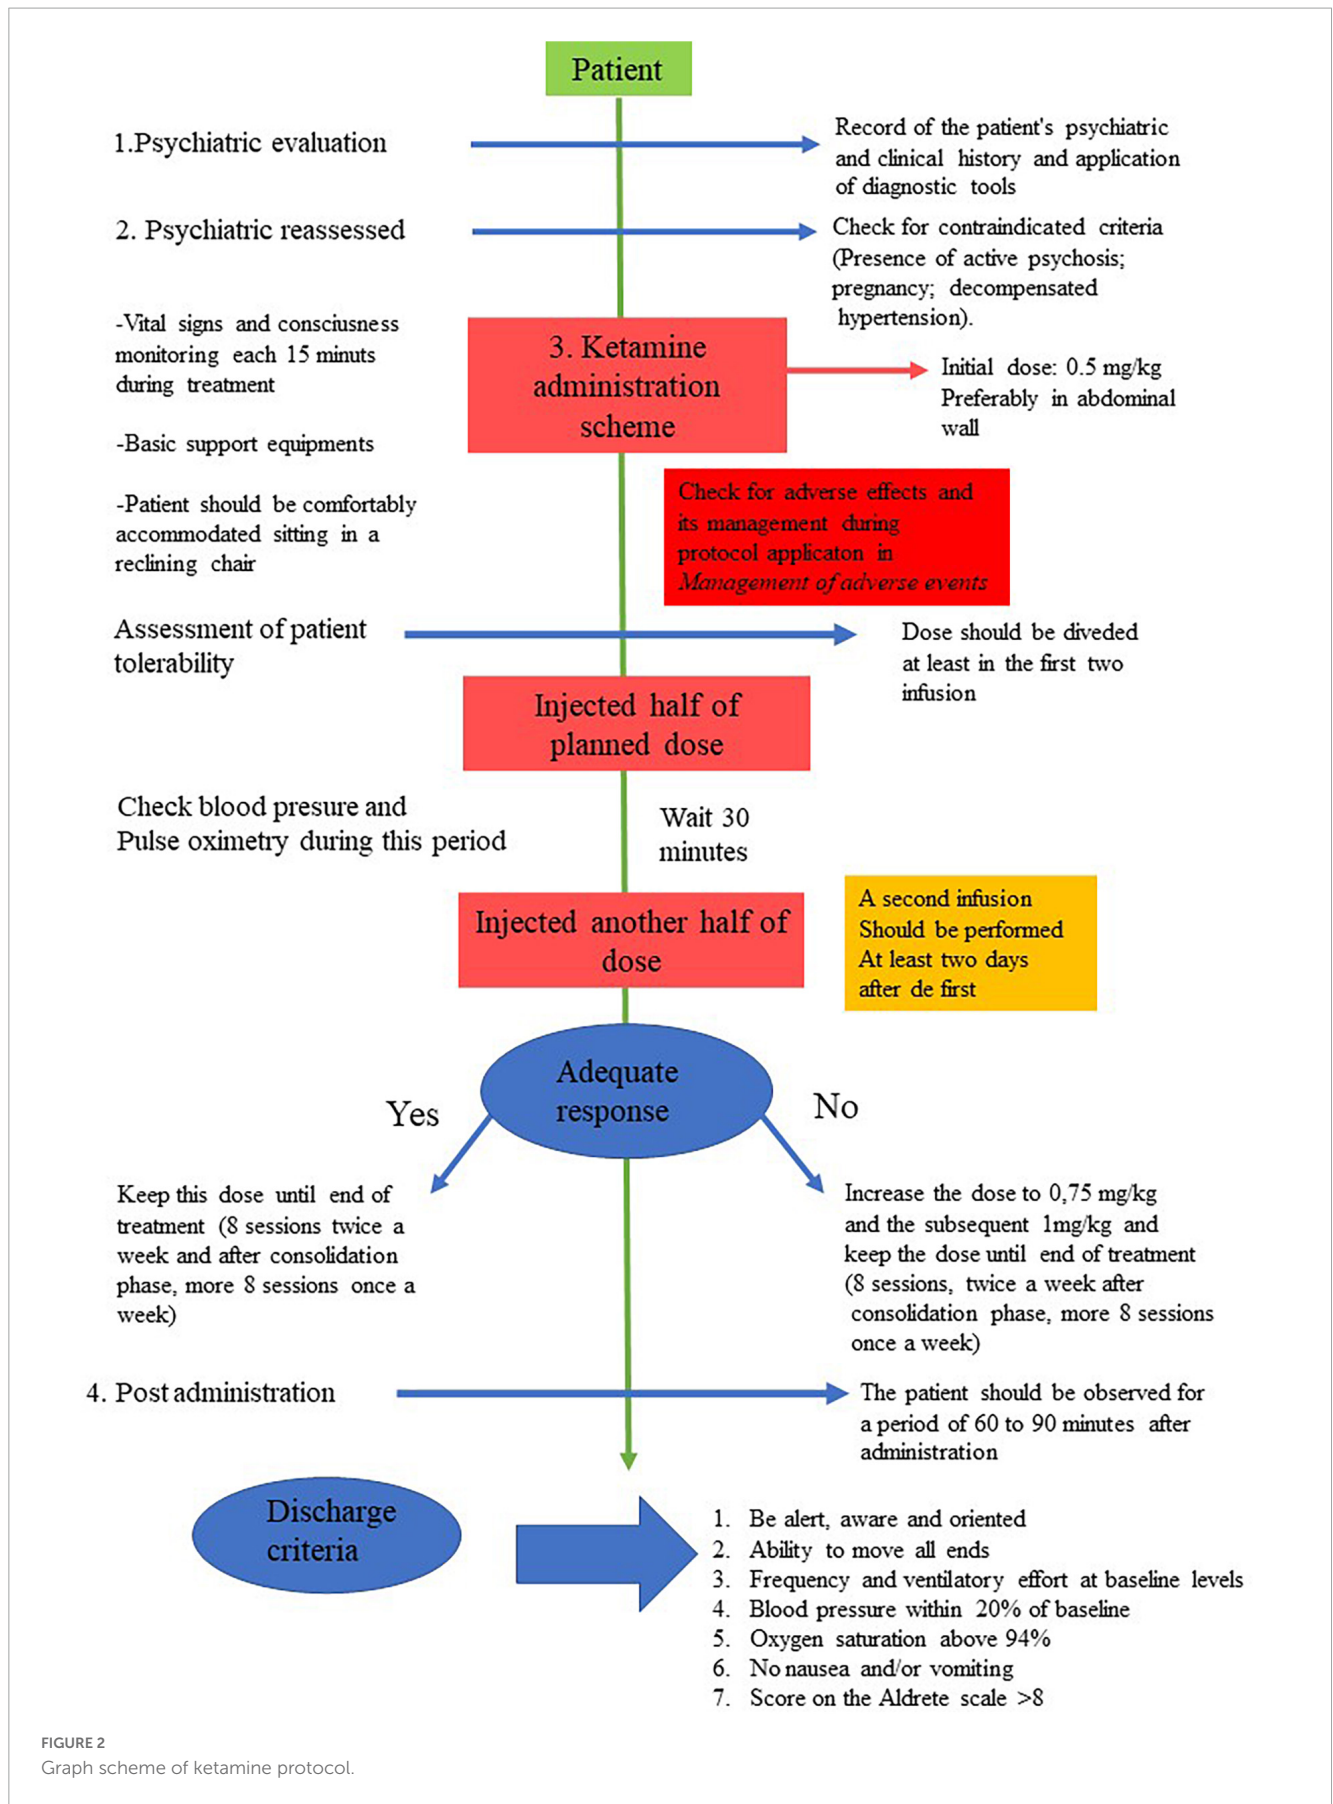 Patient
1.Psychiatric evaluation
Record of the patient's psychiatric
and clinical history and application
of diagnostic tools
2. Psychiatric reassessed
Check for contraindicated criteria
(Presence of active psychosis;
pregnancy; decompensated
hypertension).
-Vital signs and consciusness
monitoring each 15 minuts
during treatment
-Basic support equipments
-Patient should be comfortably
accommodated sitting in a
reclining chair
3. Ketamine
administration
scheme
Initial dose: 0.5 mg/kg
Preferably in abdominal
wall
Check for adverse effects and
its management during
protocol applicaton in
Management of adverse events
Assessment of patient
tolerability
Dose should be diveded
at least in the first two
infusion
Injected half of
planned dose
Check blood presure and
Pulse oximetry during this period
Wait 30
minutes
Injected another half of
dose
A second infusion
Should be performed
At least two days
after de first
Adequate
response
Yes
No
Keep this dose until end of
treatment (8 sessions twice a
week and after consolidation
phase, more 8 sessions once a
week)
Increase the dose to 0,75 mg/kg
and the subsequent 1mg/kg and
keep the dose until end of treatment
(8 sessions, twice a week after
consolidation phase, more 8 sessions
once a week)
4. Post administration
The patient should be observed for
a period of 60 to 90 minutes after
administration
Discharge
criteria
1. Be alert, aware and oriented
2. Ability to move all ends
3. Frequency and ventilatory effort at baseline levels
4. Blood pressure within 20% of baseline
5. Oxygen saturation above 94%
6. No nausea and/or vomiting
7. Score on the Aldrete scale >8
FIGURE 2
Graph scheme of ketamine protocol.